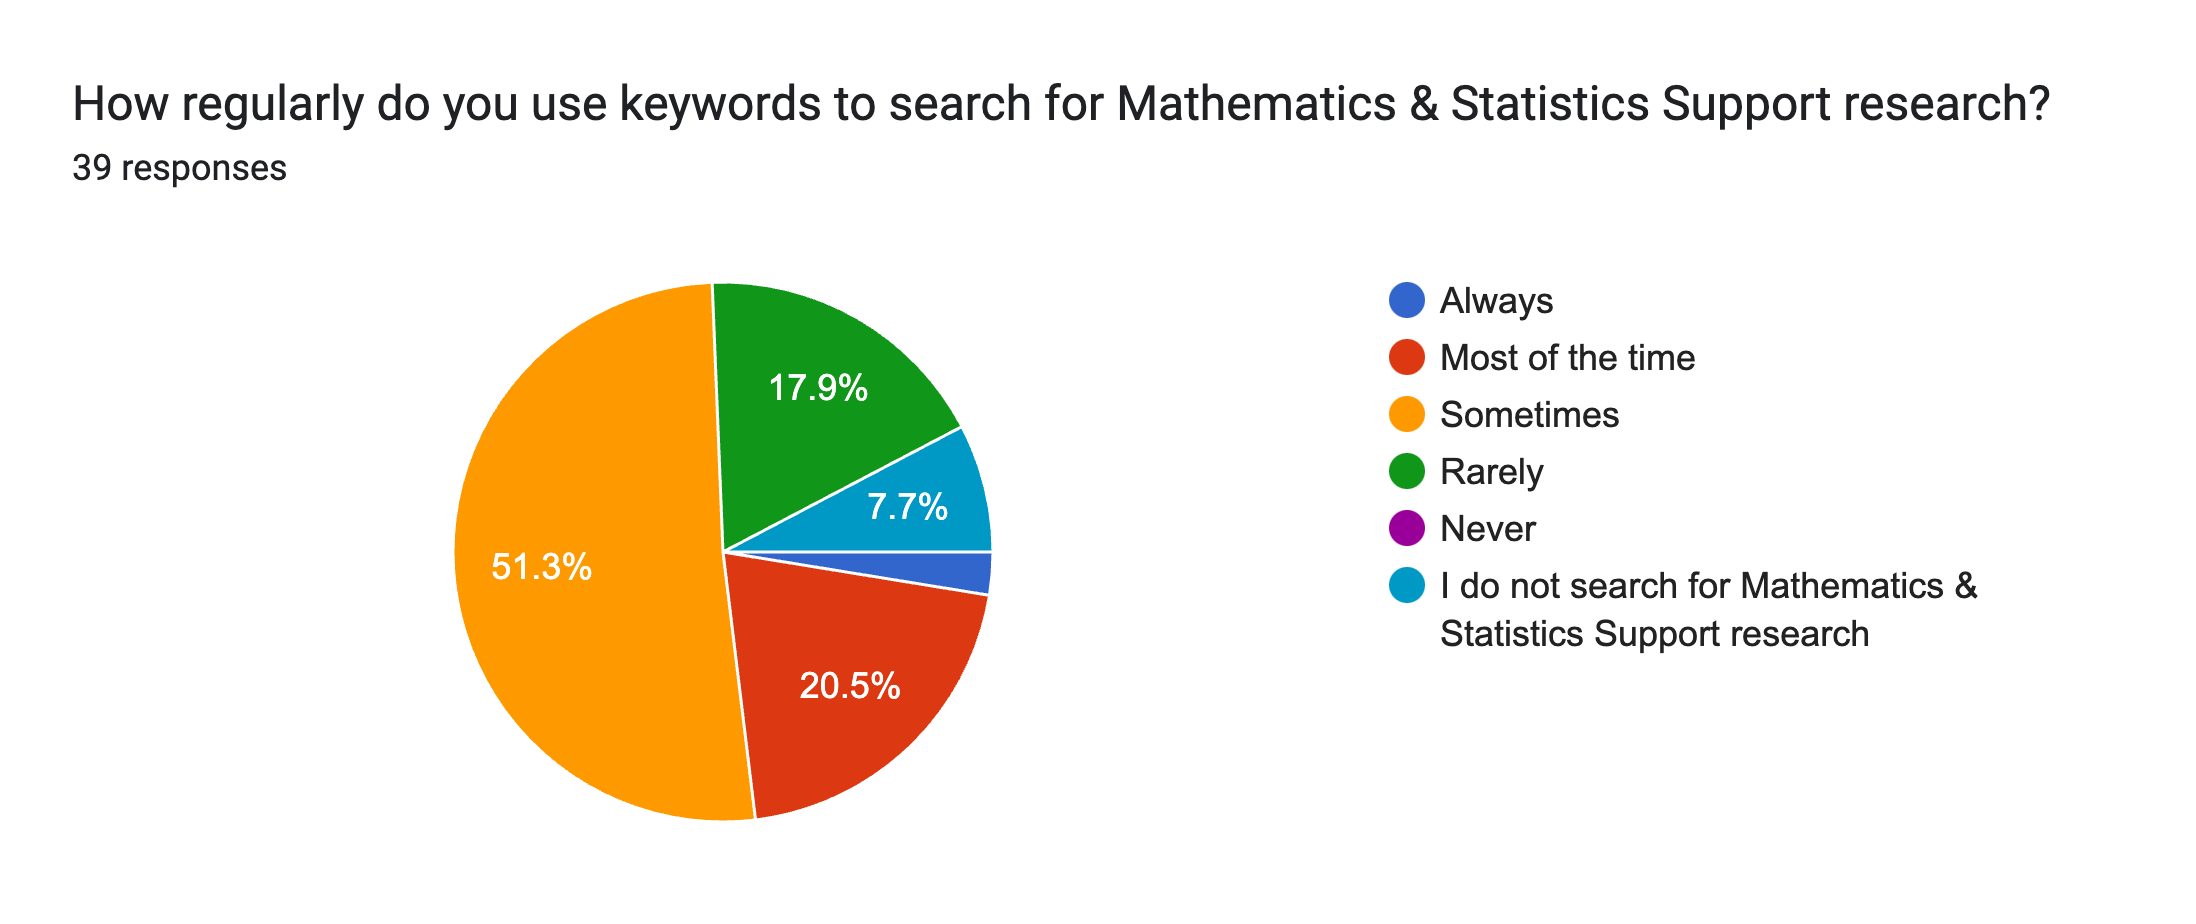 How regularly do you use keywords to search for Mathematics & Statistics Support research?
39 responses
17.9%
7.7%
51.3%
20.5%
Always
Most of the time
Sometimes
Rarely
Never
I do not search for Mathematics &
Statistics Support research